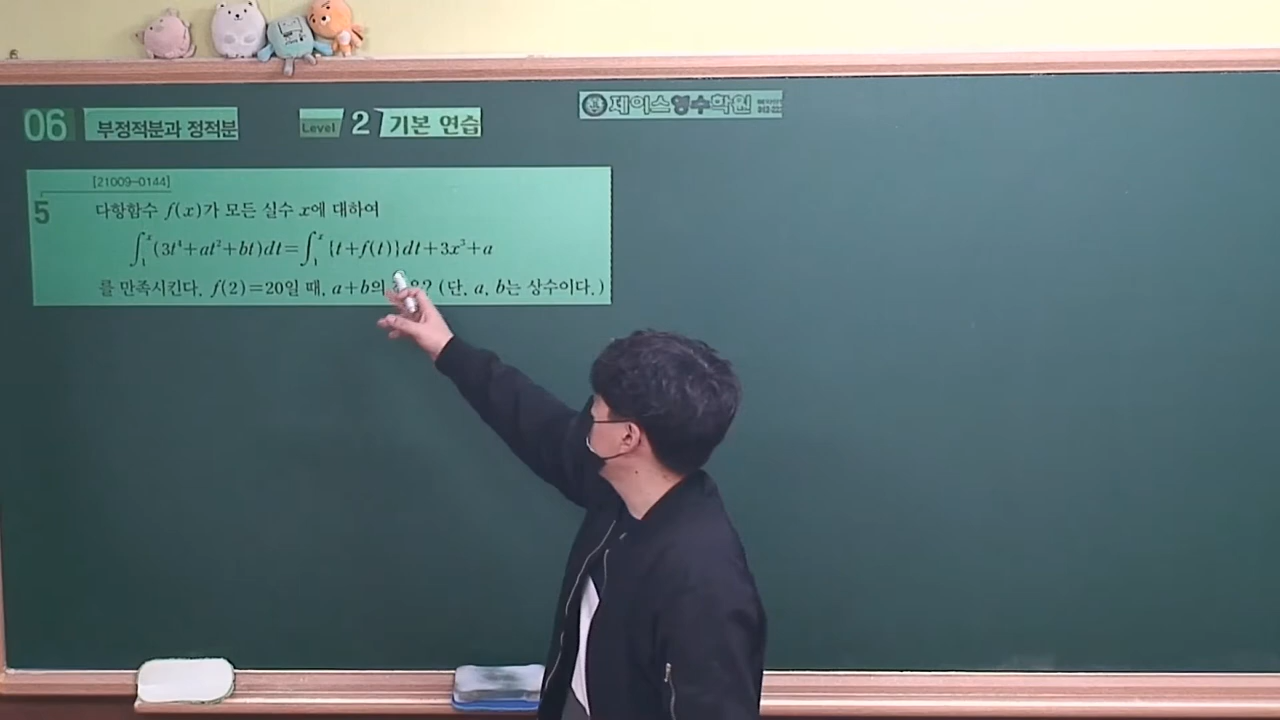 06 부정적분과 정적분
Level 2 기본 연습
제이스영수학원
[21009-0144]
5 다항함수 f(x)가 모든 실수 x에 대하여
∫₁ˣ(3t⁴+at²+bt)dt=∫₁ˣ{t+f(t)}dt+3x³+a
를 만족시킨다. f(2)=20일 때, a+b의 (단, a, b는 상수이다.)